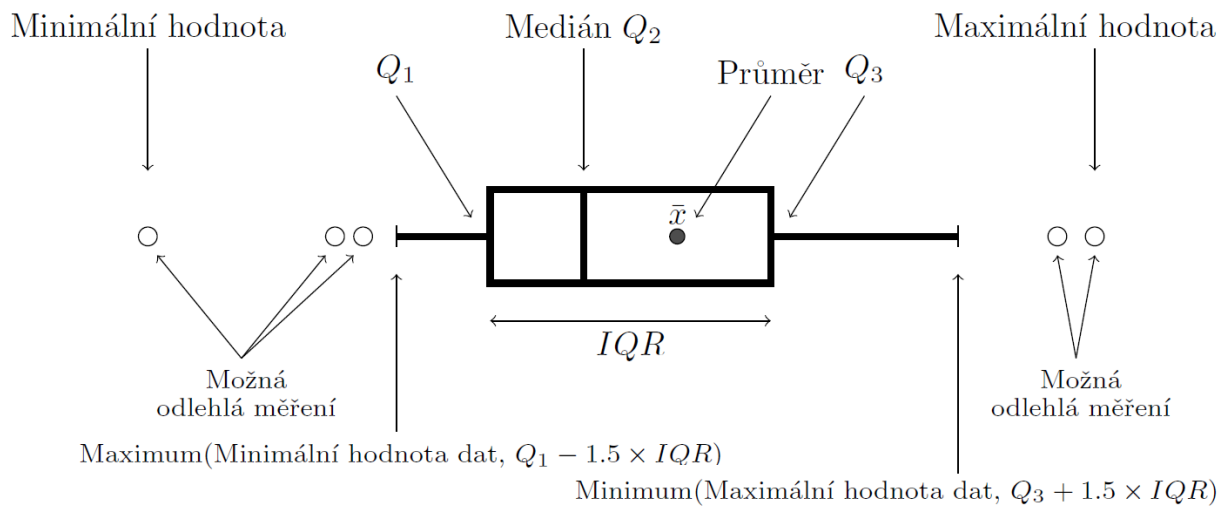 Minimální hodnota
Medián Q₂
Maximální hodnota
Q₁
Průměr
Q₃
x̄
IQR
Možná
odlehlá měření
Možná
odlehlá měření
Maximum(Minimální hodnota dat, Q₁ − 1.5 × IQR)
Minimum(Maximální hodnota dat, Q₃ + 1.5 × IQR)